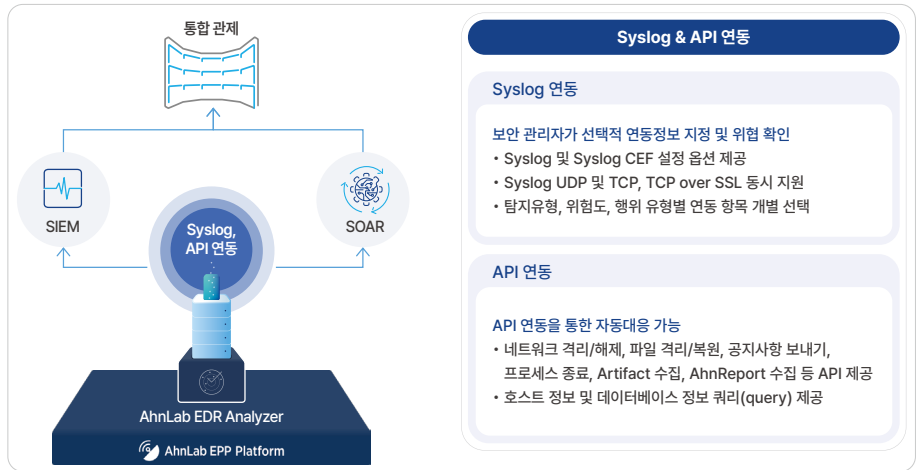 통합 관제
SIEM
SOAR
Syslog,
API 연동
AhnLab EDR Analyzer
AhnLab EPP Platform
Syslog & API 연동
Syslog 연동
보안 관리자가 선택적 연동정보 지정 및 위협 확인
• Syslog 및 Syslog CEF 설정 옵션 제공
• Syslog UDP 및 TCP, TCP over SSL 동시 지원
• 탐지유형, 위험도, 행위 유형별 연동 항목 개별 선택
API 연동
API 연동을 통한 자동대응 가능
• 네트워크 격리/해제, 파일 격리/복원, 공지사항 보내기,
프로세스 종료, Artifact 수집, AhnReport 수집 등 API 제공
• 호스트 정보 및 데이터베이스 정보 쿼리(query) 제공